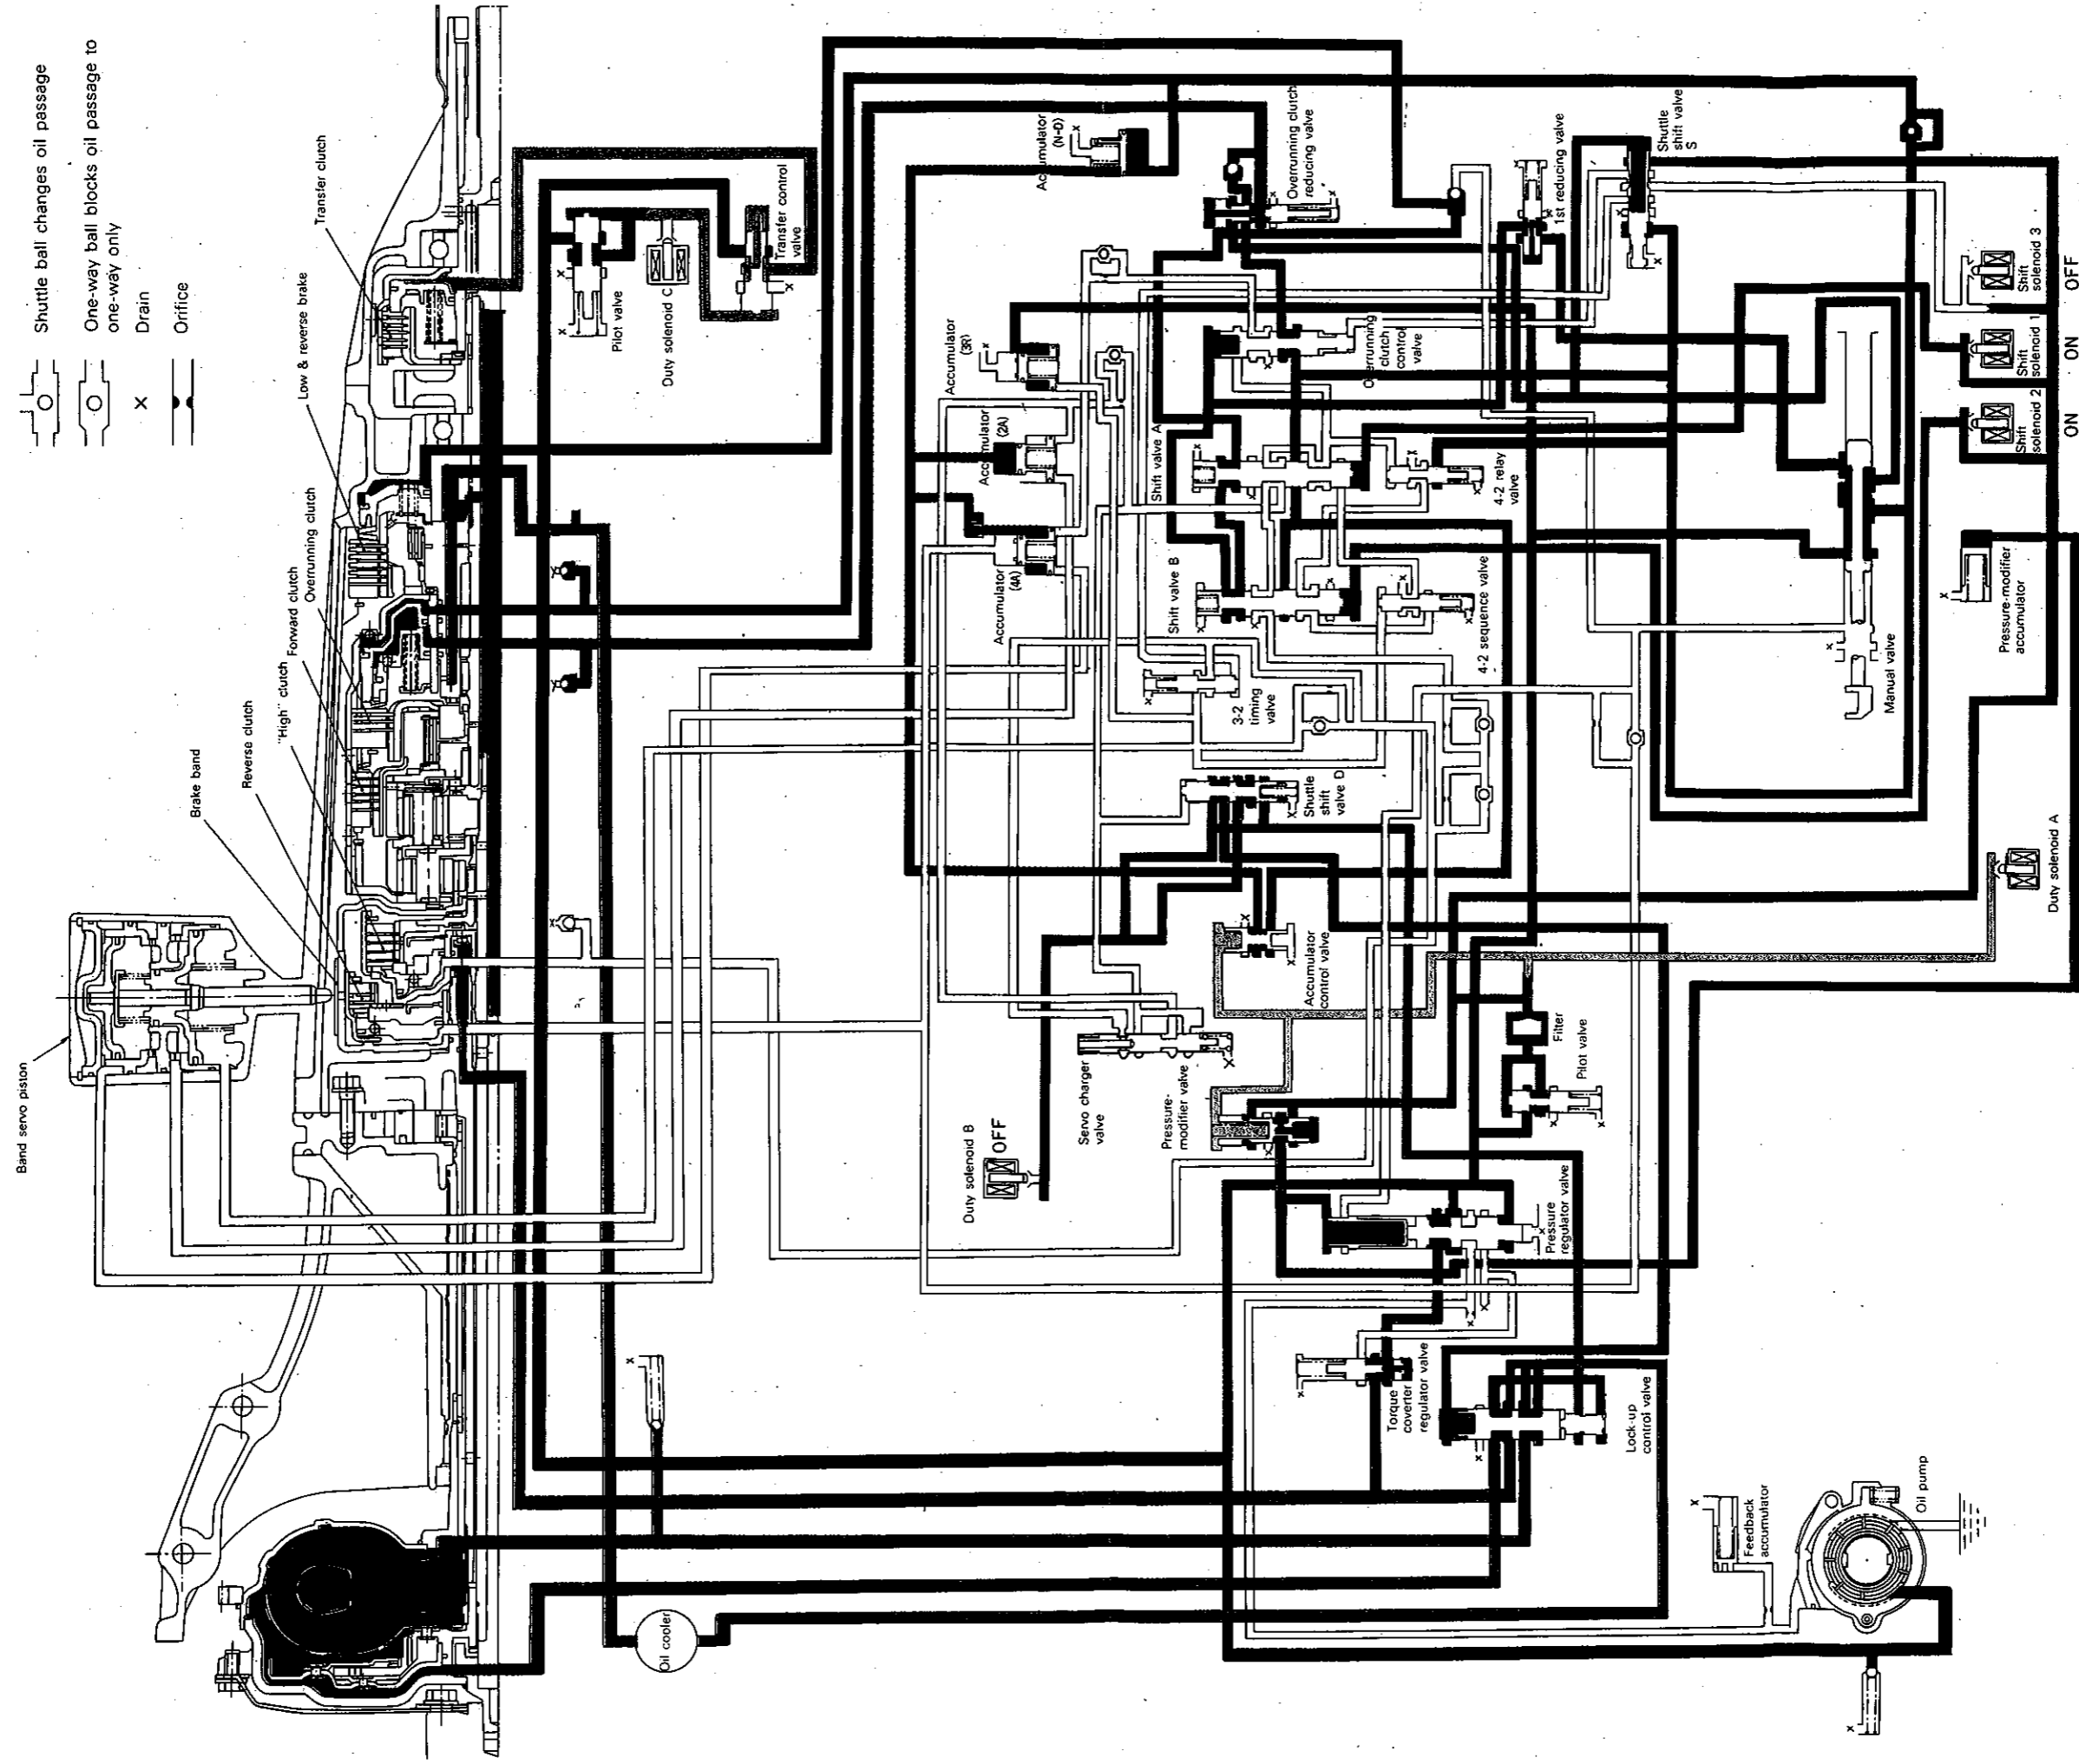 Shuttle ball changes oil passage
One-way ball blocks oil passage to
one-way only
x Drain
Orifice
Transfer clutch
Low & reverse brake
Overrunning clutch
Forward clutch
"High" clutch
Reverse clutch
Brake band
Band servo piston
Pilot valve
Duty solenoid C
Transfer control
valve
Accumulator
(N-D)
Accumulator
(3R)
Accumulator
(2A)
Accumulator
(4A)
Overrunning clutch
reducing valve
1st reducing valve
Shuttle
shift valve
S
Overrunning
clutch
control
valve
Shift valve A
4-2 relay
valve
Shift valve B
4-2 sequence valve
3-2
timing
valve
Shuttle
shift
valve D
Shift
solenoid 3
OFF
Shift
solenoid 1
ON
Shift
solenoid 2
ON
Pressure-modifier
accumulator
Manual valve
Duty solenoid A
Accumulator
control valve
Servo charger
valve
Pressure-
modifier valve
Filter
Pilot valve
Duty solenoid B
OFF
Pressure
regulator valve
Torque
coverter
regulator valve
Lock-up
control valve
Feedback
accumulator
Oil pump
Oil cooler